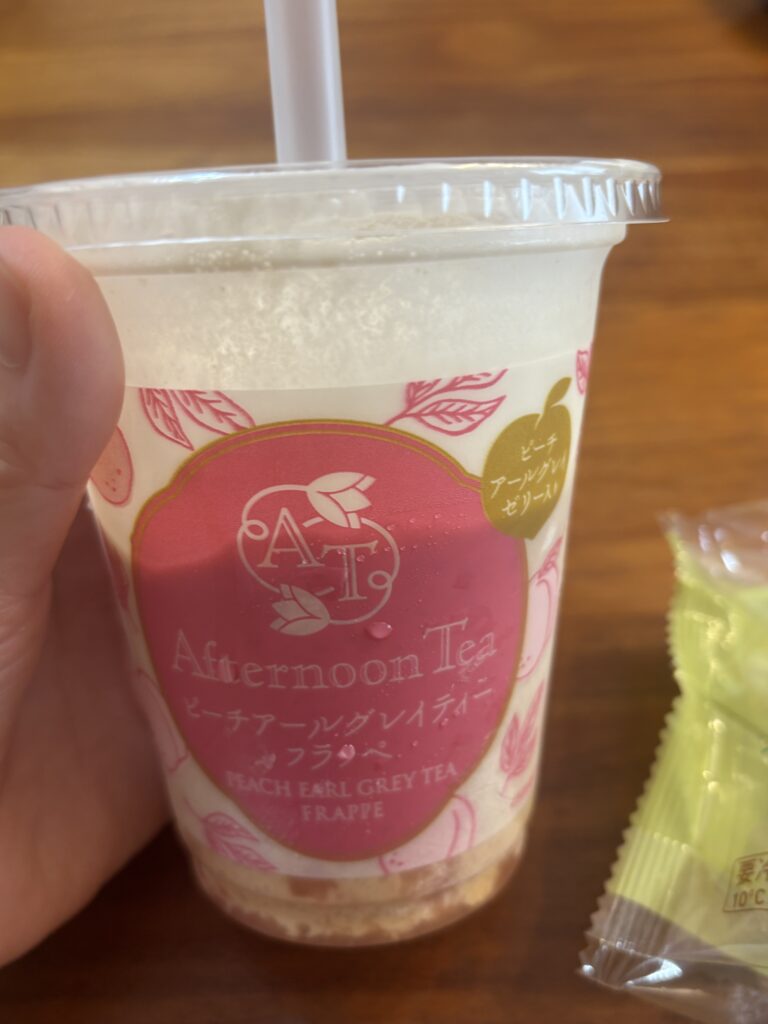 AT
Afternoon Tea
ピーチアールグレイティー
フラッペ
PEACH EARL GREY TEA
FRAPPE
ピーチ
アールグレイ
ゼリー入り
要冷
10°C